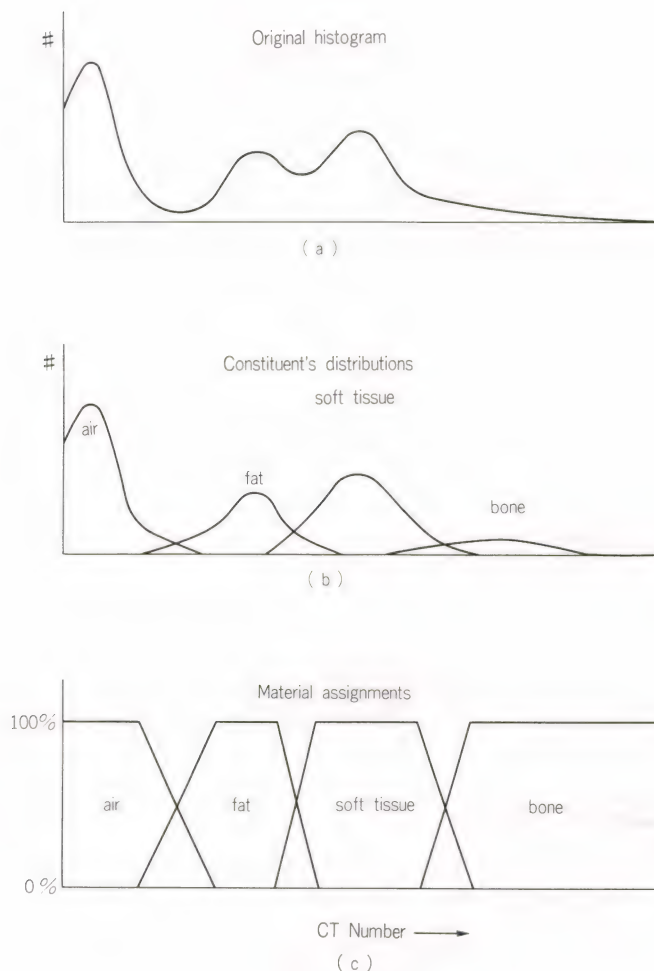 #
Original histogram
( a )
#
Constituent's distributions
soft tissue
air
fat
bone
( b )
Material assignments
100%
air
fat
soft tissue
bone
0 %
CT Number
( c )